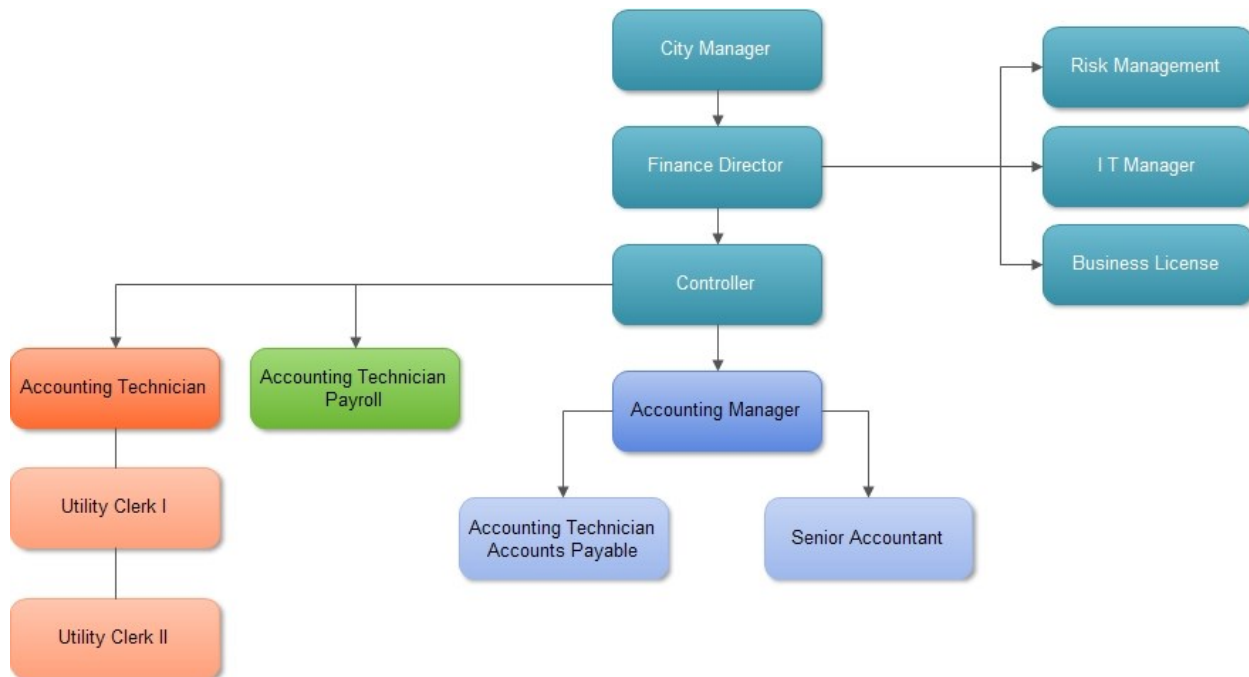 City Manager
Risk Management
Finance Director
I T Manager
Controller
Business License
Accounting Technician
Accounting Technician
Payroll
Accounting Manager
Utility Clerk I
Accounting Technician
Accounts Payable
Senior Accountant
Utility Clerk II